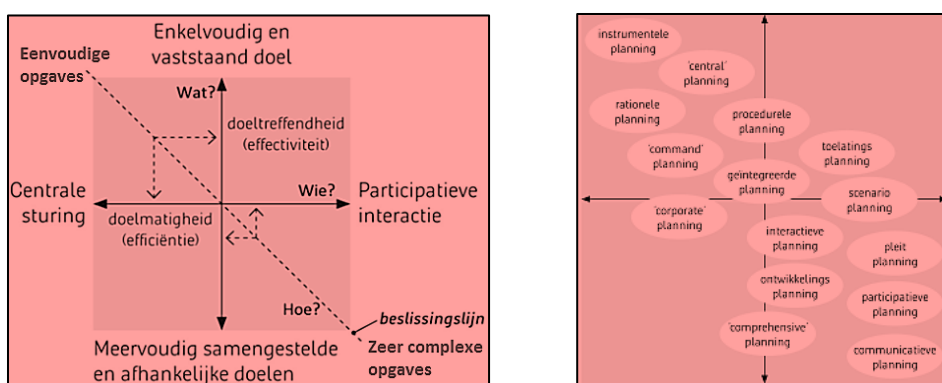 Enkelvoudig en
vaststaand doel
Eenvoudige
opgaves
Wat?
doeltreffendheid
(effectiviteit)
Centrale
sturing
Wie?
Participatieve
interactie
doelmatigheid
(efficiëntie)
Hoe?
beslissingslijn
Meervoudig samengestelde
en afhankelijke doelen
Zeer complexe
opgaves
instrumentele
planning
'central'
planning
rationele
planning
procedurele
planning
'command'
planning
toelatings
planning
geïntegreerde
planning
scenario
planning
'corporate'
planning
interactieve
planning
pleit
planning
ontwikkelings
planning
participatieve
planning
'comprehensive'
planning
communicatieve
planning